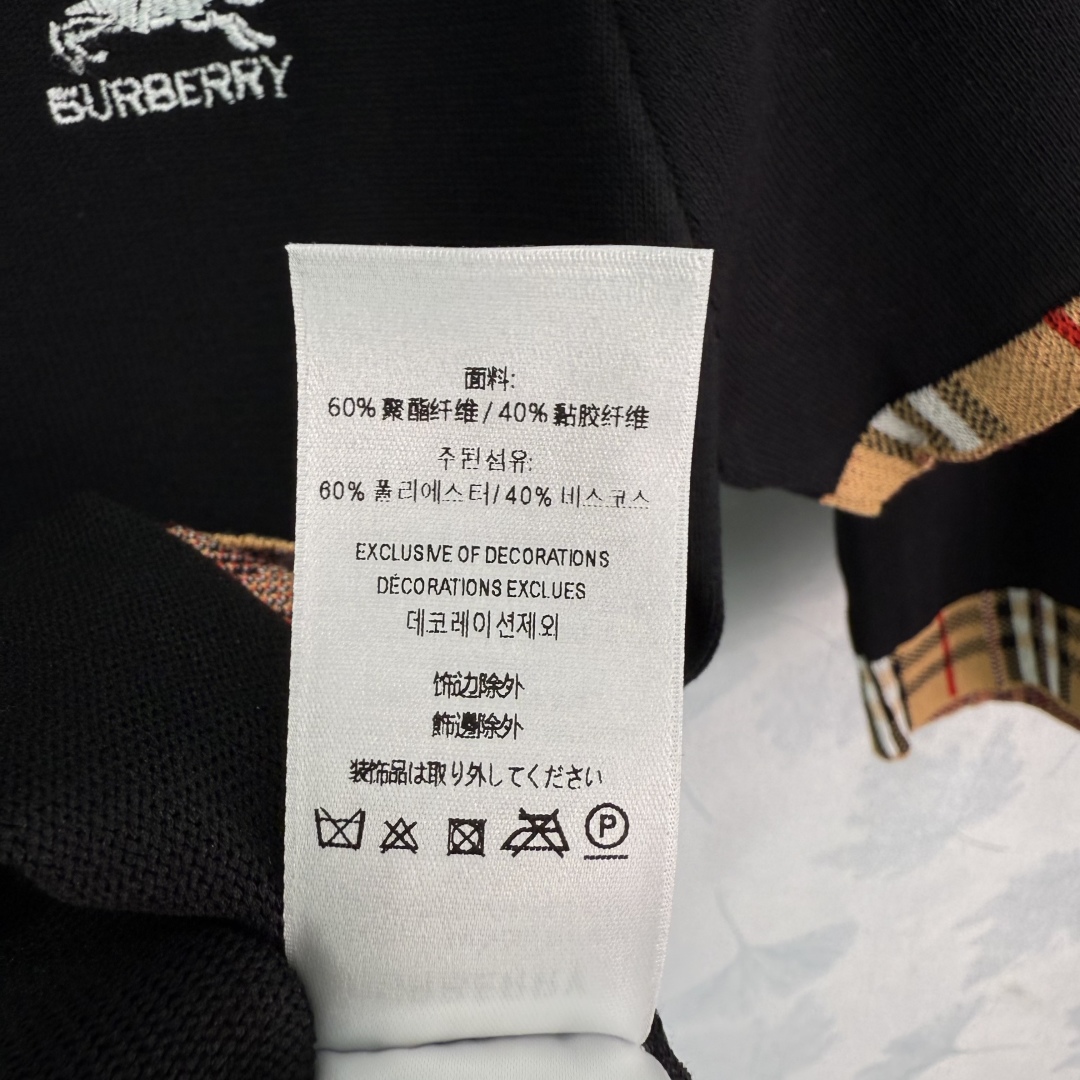 BURBERRY
面料:
60% 聚酯纤维 / 40% 黏胶纤维
주된섬유:
60% 폴리에스터/40% 비스코스
EXCLUSIVE OF DECORATIONS
DÉCORATIONS EXCLUES
데코레이션제외
饰边除外
飾邊除外
装飾品は取り外してください
P